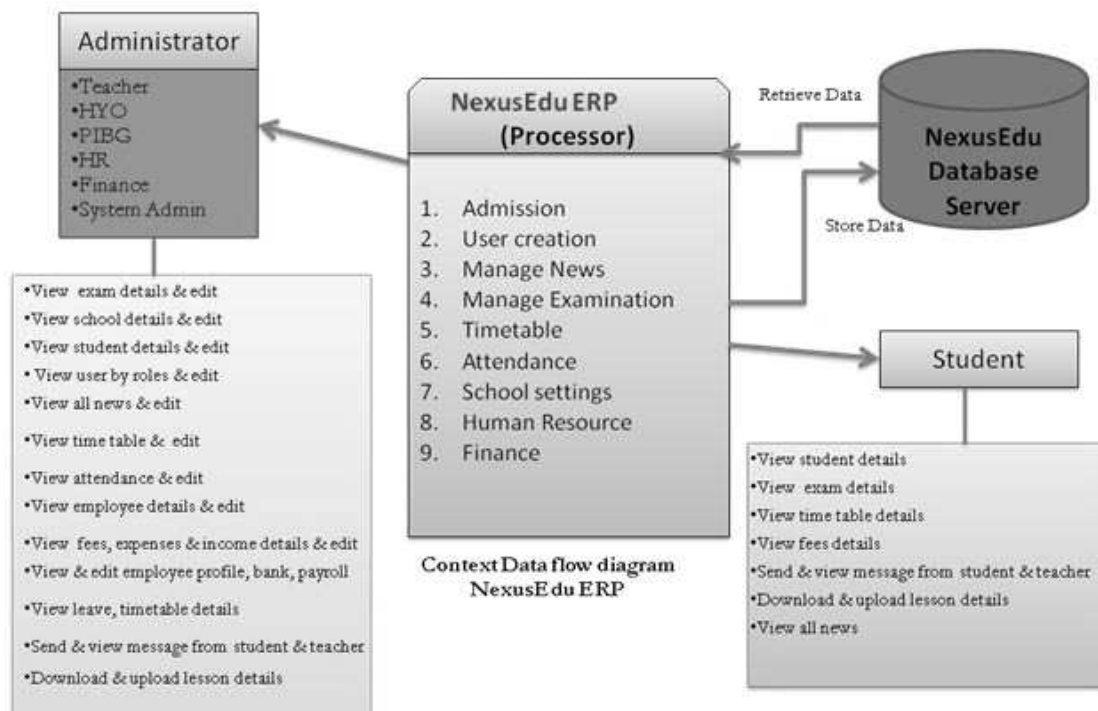 Administrator
•Teacher
•HYO
•PIBG
•HR
•Finance
•System Admin
•View exam details & edit
•View school details & edit
•View student details & edit
•View user by roles & edit
•View all news & edit
•View time table & edit
•View attendance & edit
•View employee details & edit
•View fees, expenses & income details & edit
•View & edit employee profile, bank, payroll
•View leave, timetable details
•Send & view message from student & teacher
•Download & upload lesson details
NexusEdu ERP
(Processor)
1. Admission
2. User creation
3. Manage News
4. Manage Examination
5. Timetable
6. Attendance
7. School settings
8. Human Resource
9. Finance
Context Data flow diagram
NexusEdu ERP
Retrieve Data
Store Data
NexusEdu
Database
Server
Student
•View student details
•View exam details
•View time table details
•View fees details
•Send & view message from student & teacher
•Download & upload lesson details
•View all news